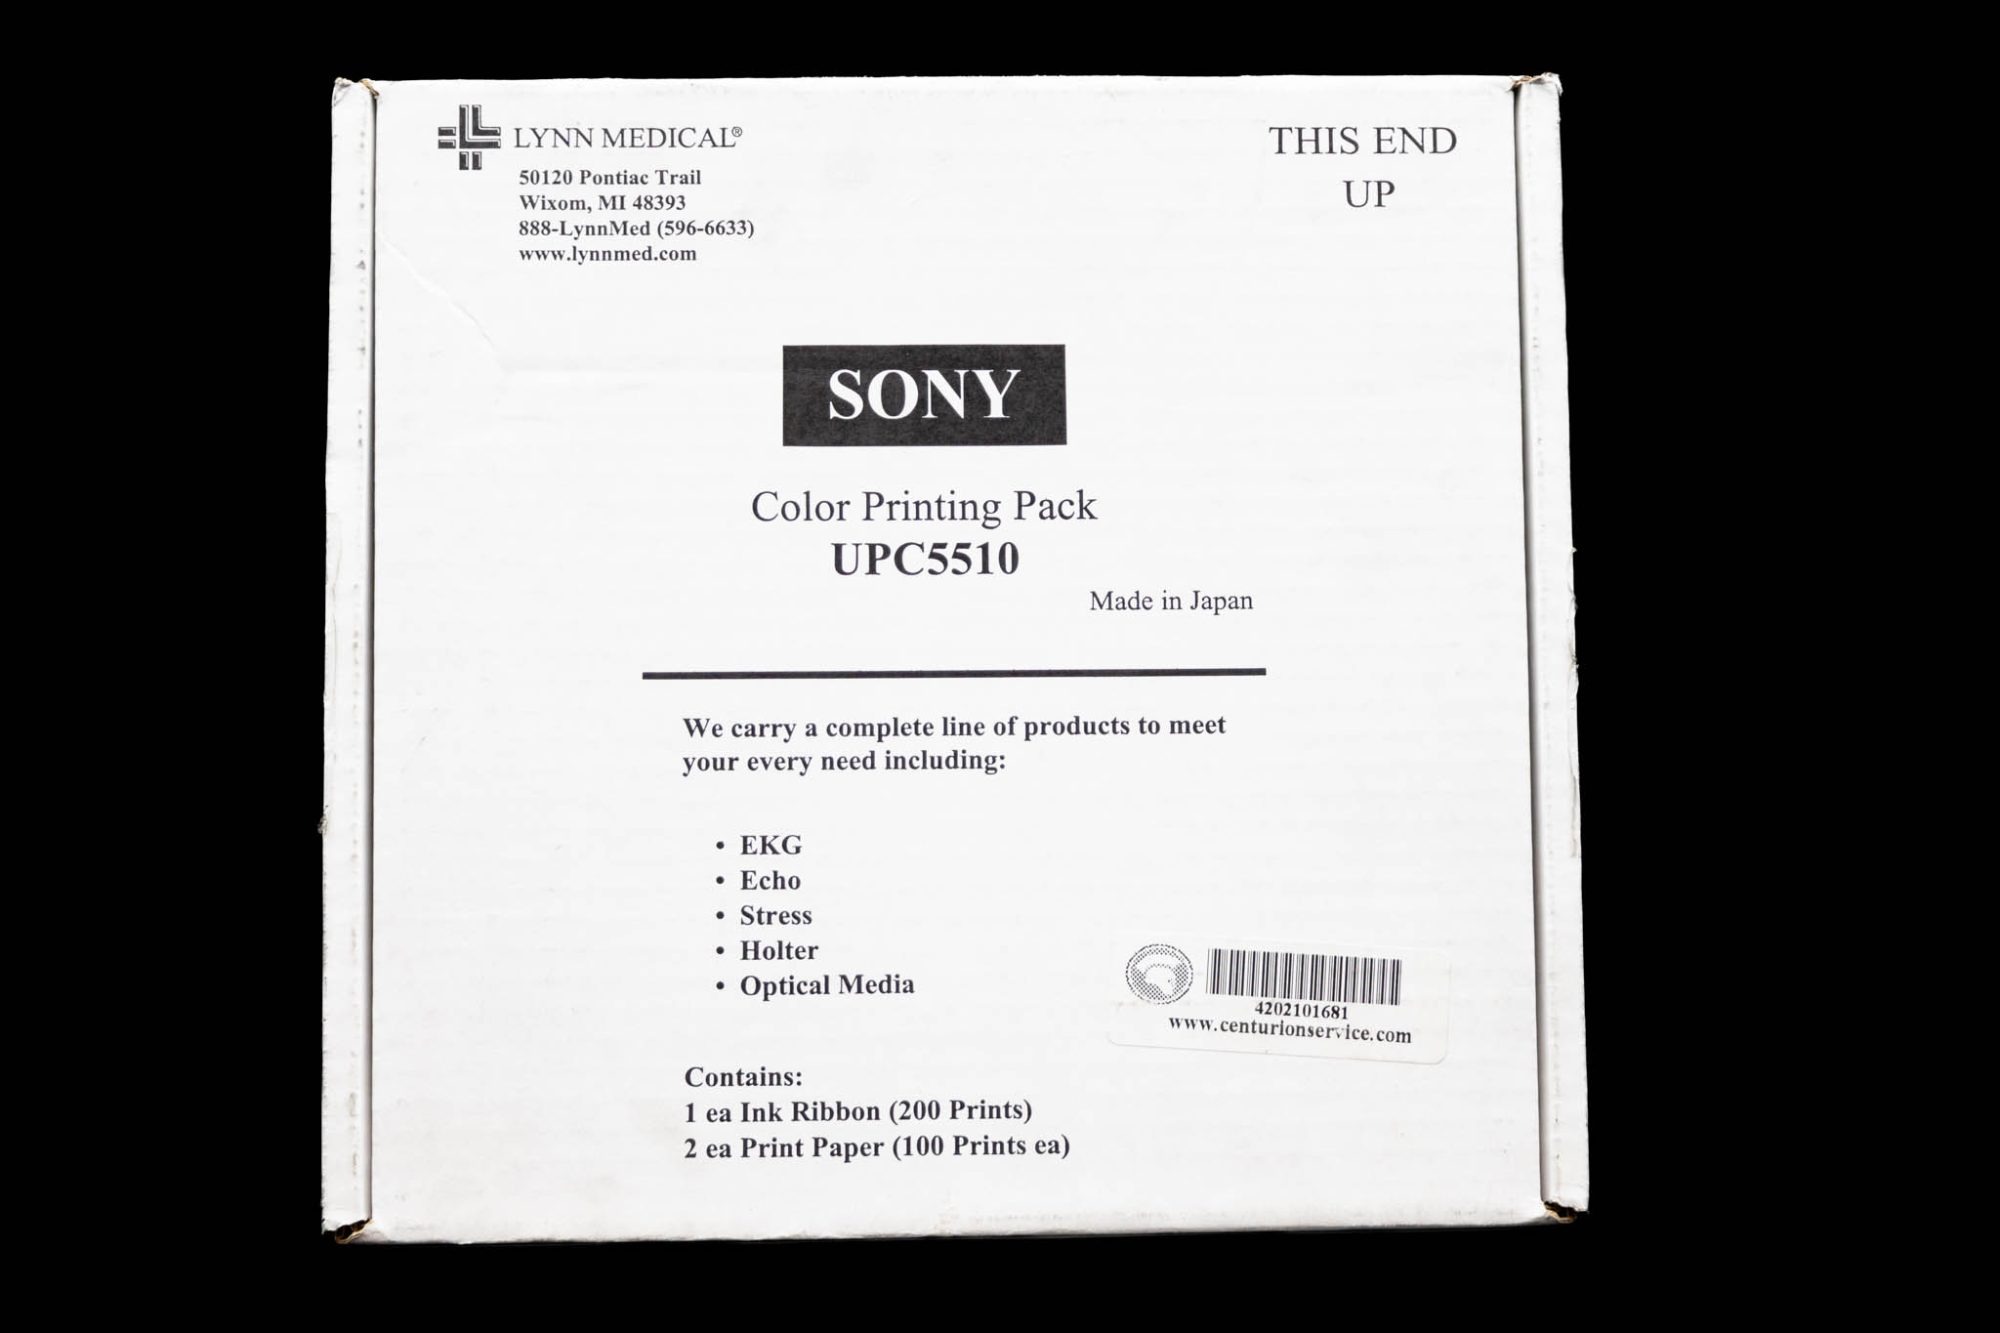 LYNN MEDICAL®
50120 Pontiac Trail
Wixom, MI 48393
888-LynnMed (596-6633)
www.lynnmed.com
THIS END
UP
SONY
Color Printing Pack
UPC5510
Made in Japan
We carry a complete line of products to meet
your every need including:
• EKG
• Echo
• Stress
• Holter
• Optical Media
4202101681
www.centurionservice.com
Contains:
1 ea Ink Ribbon (200 Prints)
2 ea Print Paper (100 Prints ea)